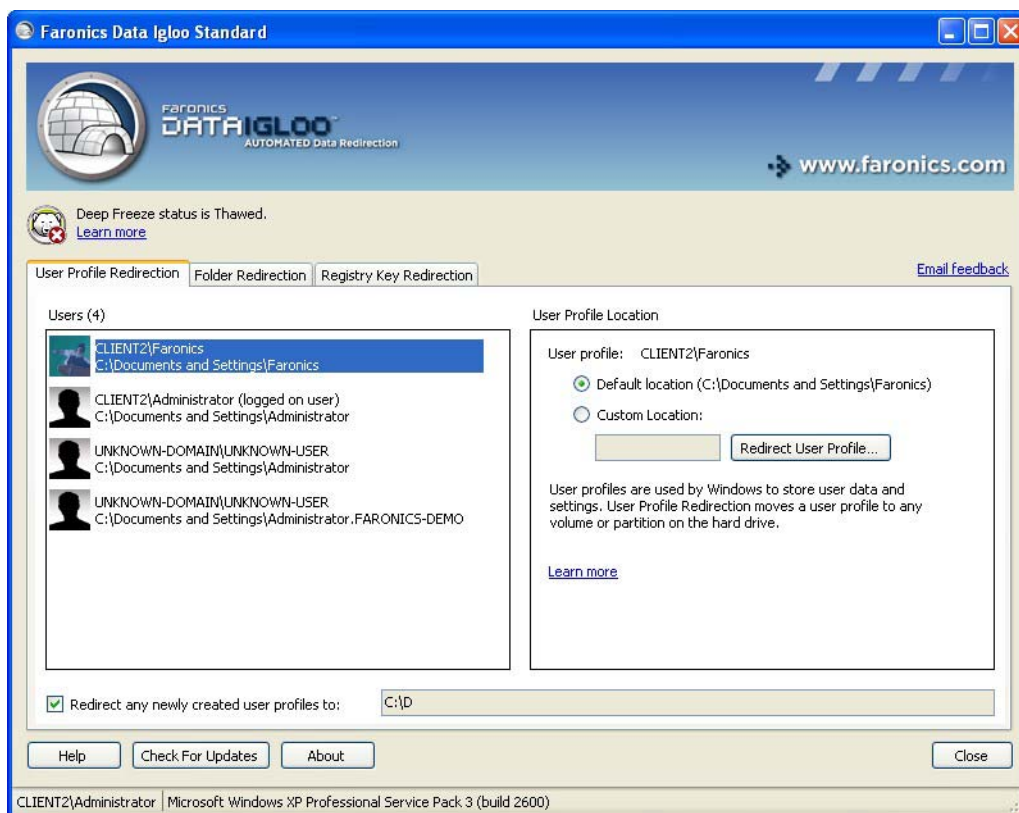 Faronics Data Igloo Standard
Faronics
DATAIGLOO™
AUTOMATED Data Redirection
www.faronics.com
Deep Freeze status is Thawed.
Learn more
User Profile Redirection
Folder Redirection
Registry Key Redirection
Email feedback
Users (4)
CLIENT2\Faronics
C:\Documents and Settings\Faronics
CLIENT2\Administrator (logged on user)
C:\Documents and Settings\Administrator
UNKNOWN-DOMAIN\UNKNOWN-USER
C:\Documents and Settings\Administrator
UNKNOWN-DOMAIN\UNKNOWN-USER
C:\Documents and Settings\Administrator.FARONICS-DEMO
User Profile Location
User profile: CLIENT2\Faronics
Default location (C:\Documents and Settings\Faronics)
Custom Location:
Redirect User Profile...
User profiles are used by Windows to store user data and
settings. User Profile Redirection moves a user profile to any
volume or partition on the hard drive.
Learn more
Redirect any newly created user profiles to: C:\D
Help
Check For Updates
About
Close
CLIENT2\Administrator
Microsoft Windows XP Professional Service Pack 3 (build 2600)